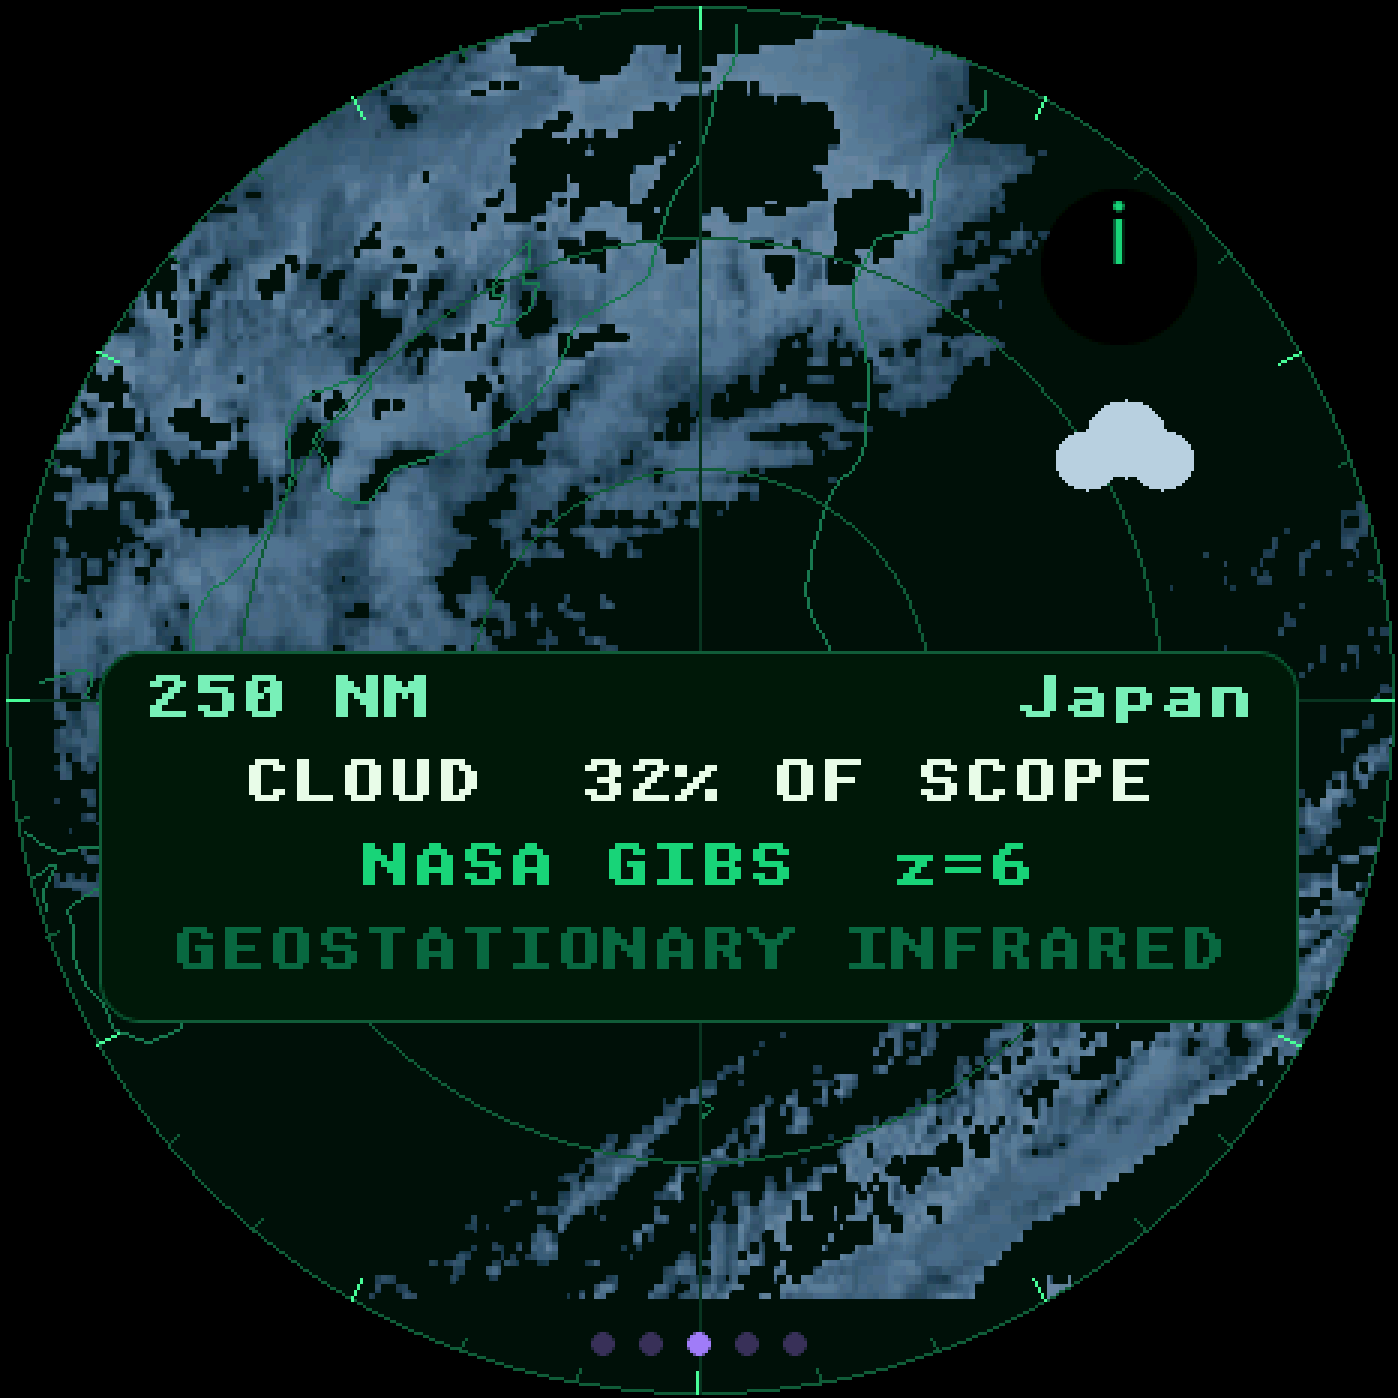 i
250 NM Japan
CLOUD 32% OF SCOPE
NASA GIBS z=6
GEOSTATIONARY INFRARED